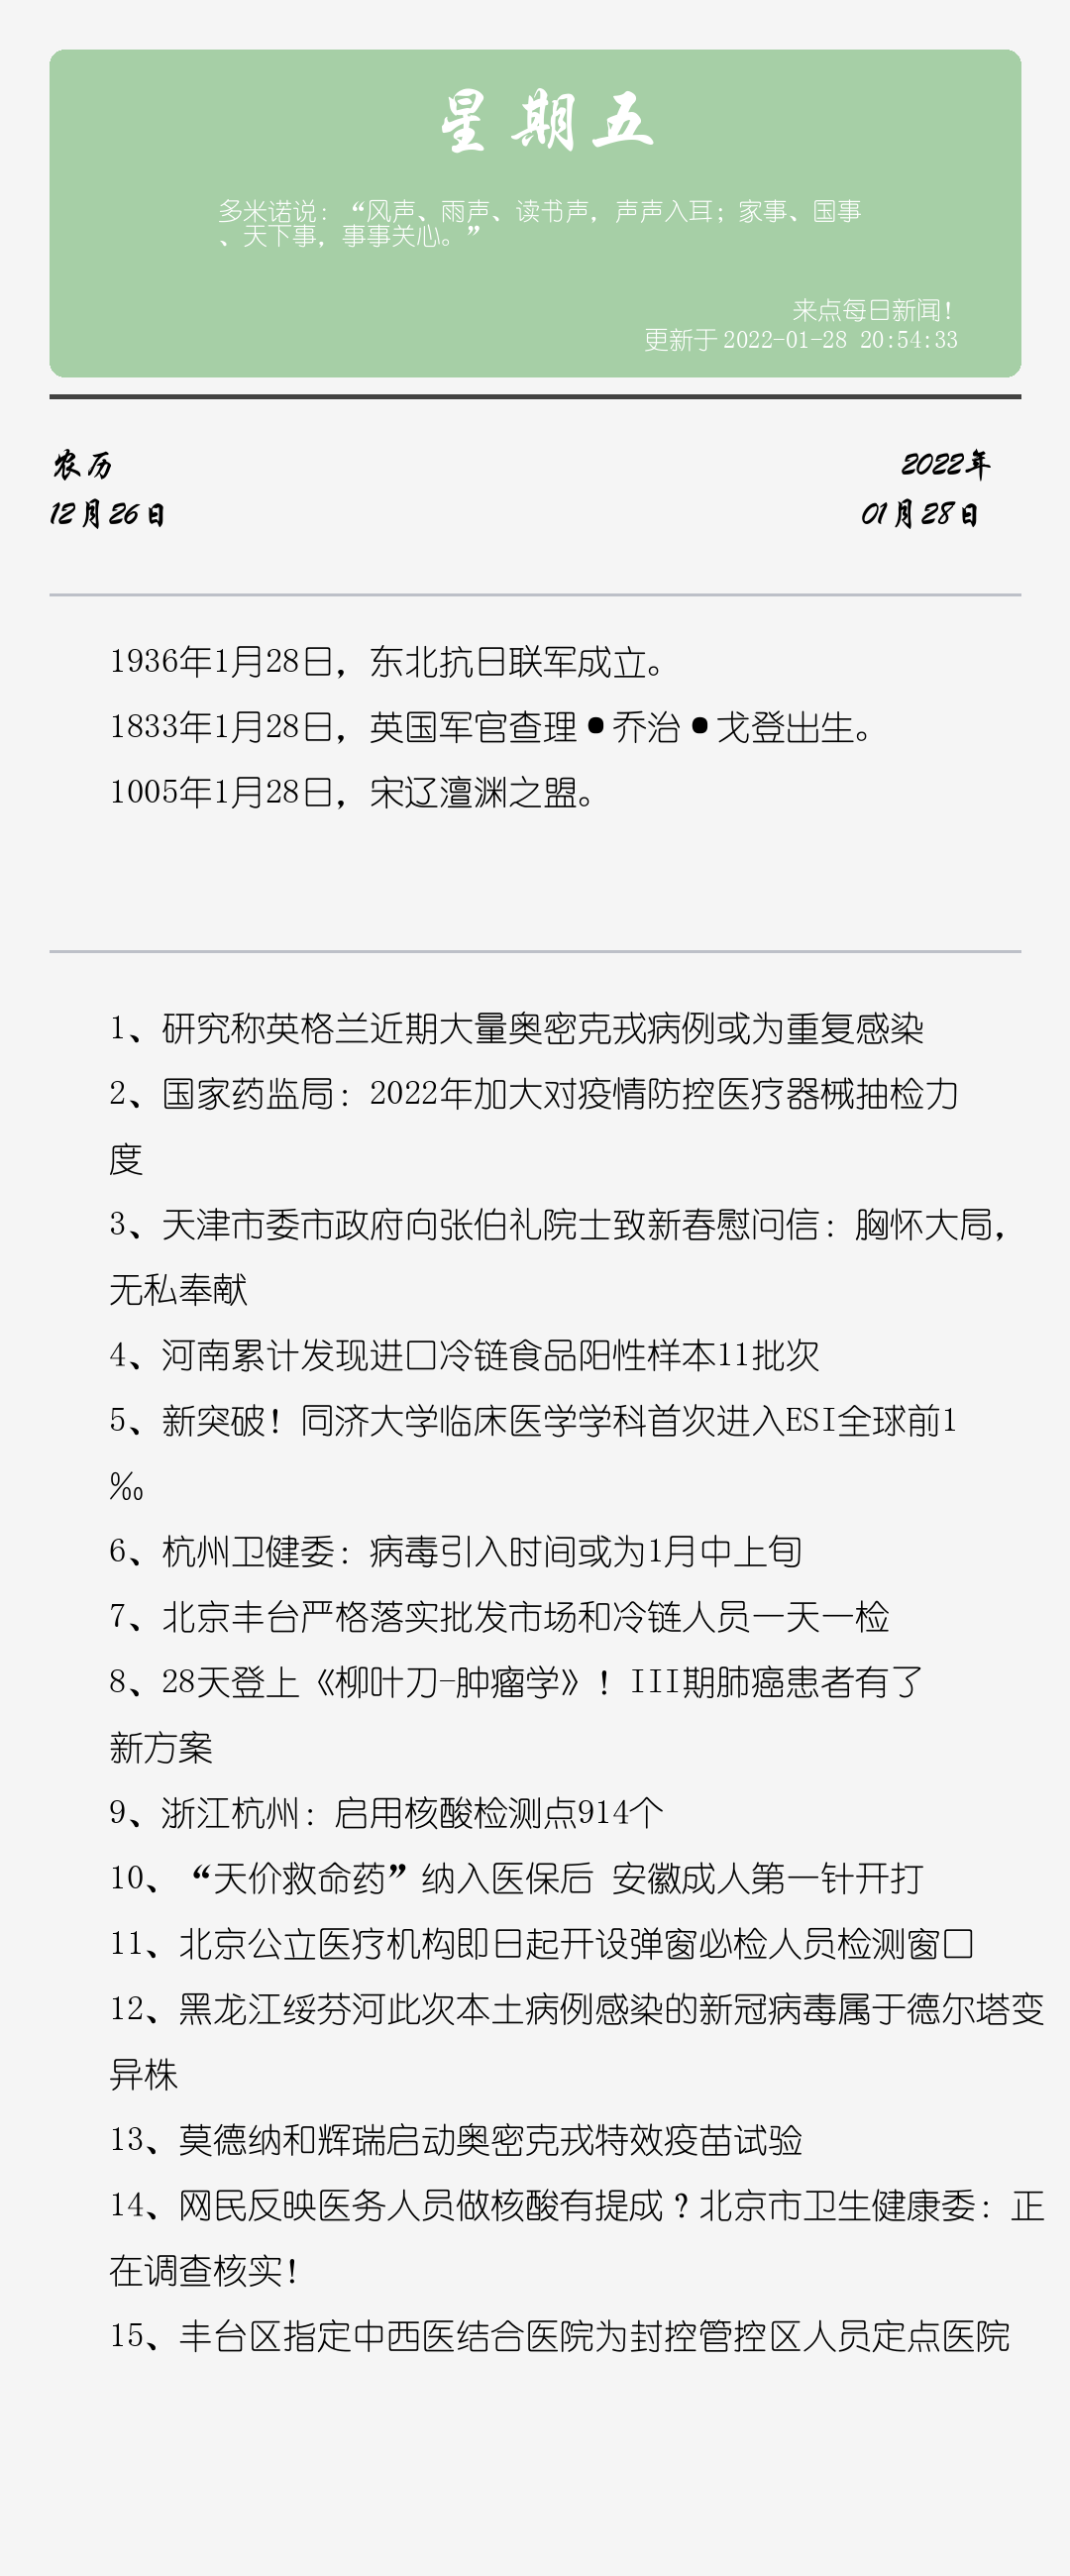 星期五
多米诺说：“风声、雨声、读书声，声声入耳；家事、国事
、天下事，事事关心。”
来点每日新闻！
更新于 2022-01-28 20:54:33
农历
2022年
12月26日
01月28日
1936年1月28日，东北抗日联军成立。
1833年1月28日，英国军官查理•乔治•戈登出生。
1005年1月28日，宋辽澶渊之盟。
1、研究称英格兰近期大量奥密克戎病例或为重复感染
2、国家药监局：2022年加大对疫情防控医疗器械抽检力
度
3、天津市委市政府向张伯礼院士致新春慰问信：胸怀大局，
无私奉献
4、河南累计发现进口冷链食品阳性样本11批次
5、新突破！同济大学临床医学学科首次进入ESI全球前1
‰
6、杭州卫健委：病毒引入时间或为1月中上旬
7、北京丰台严格落实批发市场和冷链人员一天一检
8、28天登上《柳叶刀-肿瘤学》！III期肺癌患者有了
新方案
9、浙江杭州：启用核酸检测点914个
10、“天价救命药”纳入医保后 安徽成人第一针开打
11、北京公立医疗机构即日起开设弹窗必检人员检测窗口
12、黑龙江绥芬河此次本土病例感染的新冠病毒属于德尔塔变
异株
13、莫德纳和辉瑞启动奥密克戎特效疫苗试验
14、网民反映医务人员做核酸有提成？北京市卫生健康委：正
在调查核实！
15、丰台区指定中西医结合医院为封控管控区人员定点医院